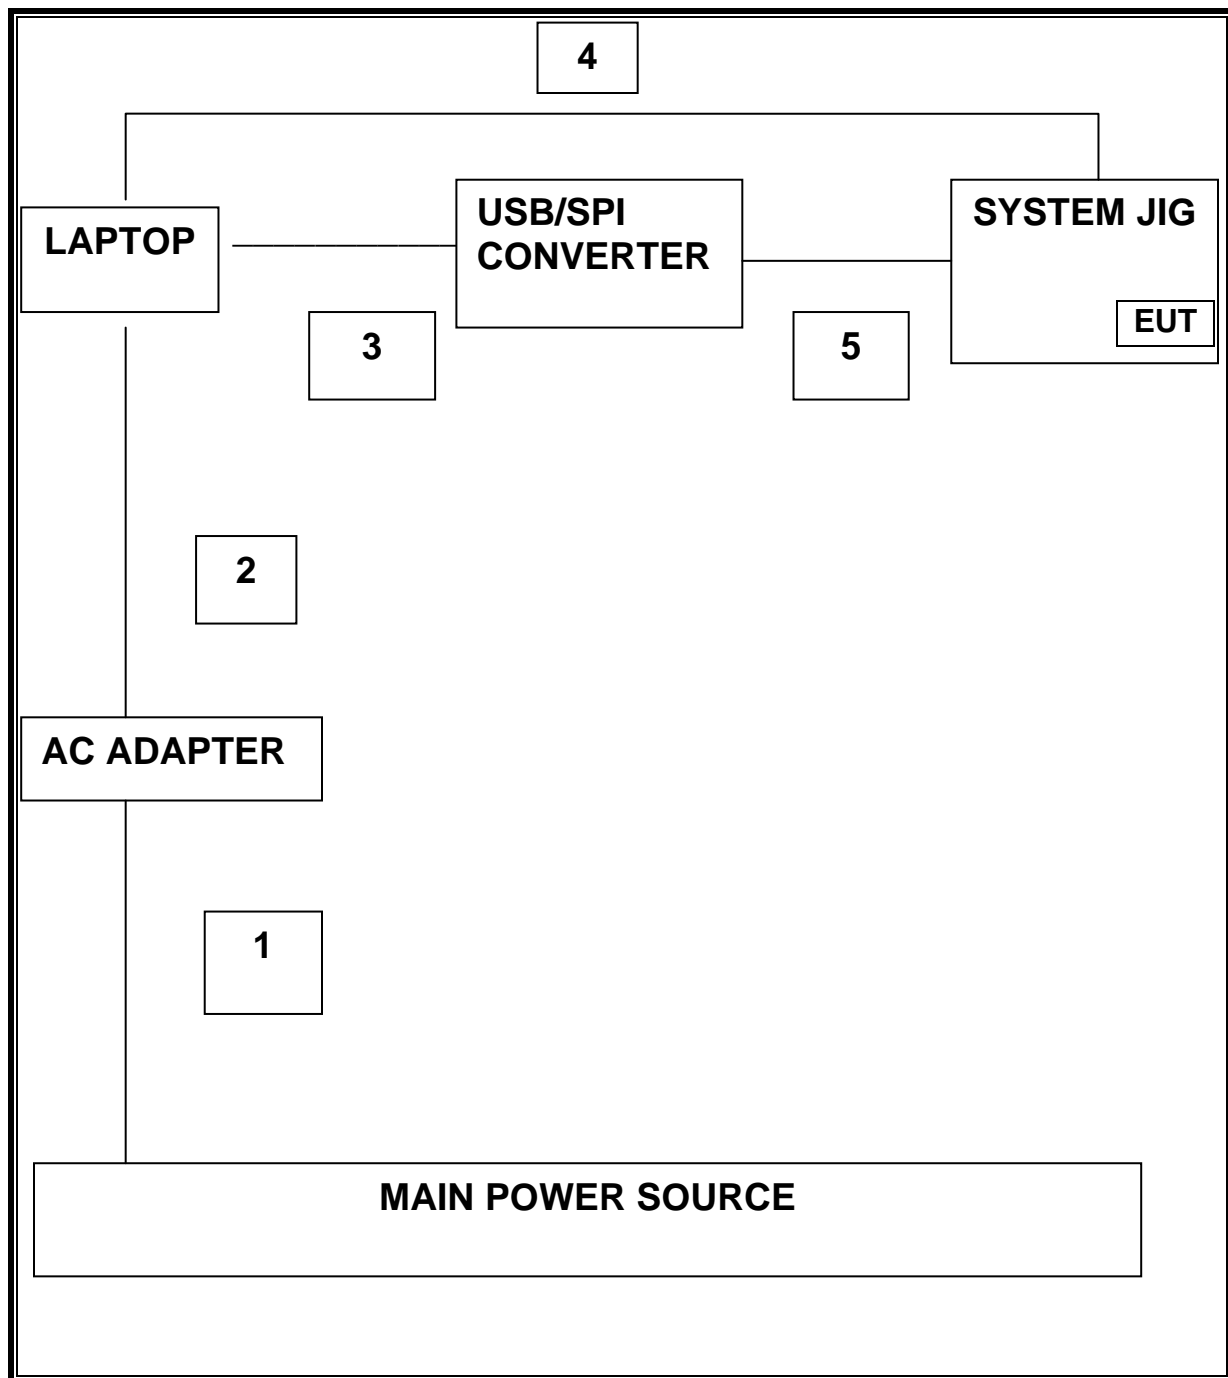 4
LAPTOP
USB/SPI
CONVERTER
SYSTEM JIG
EUT
3
5
2
AC ADAPTER
1
MAIN POWER SOURCE